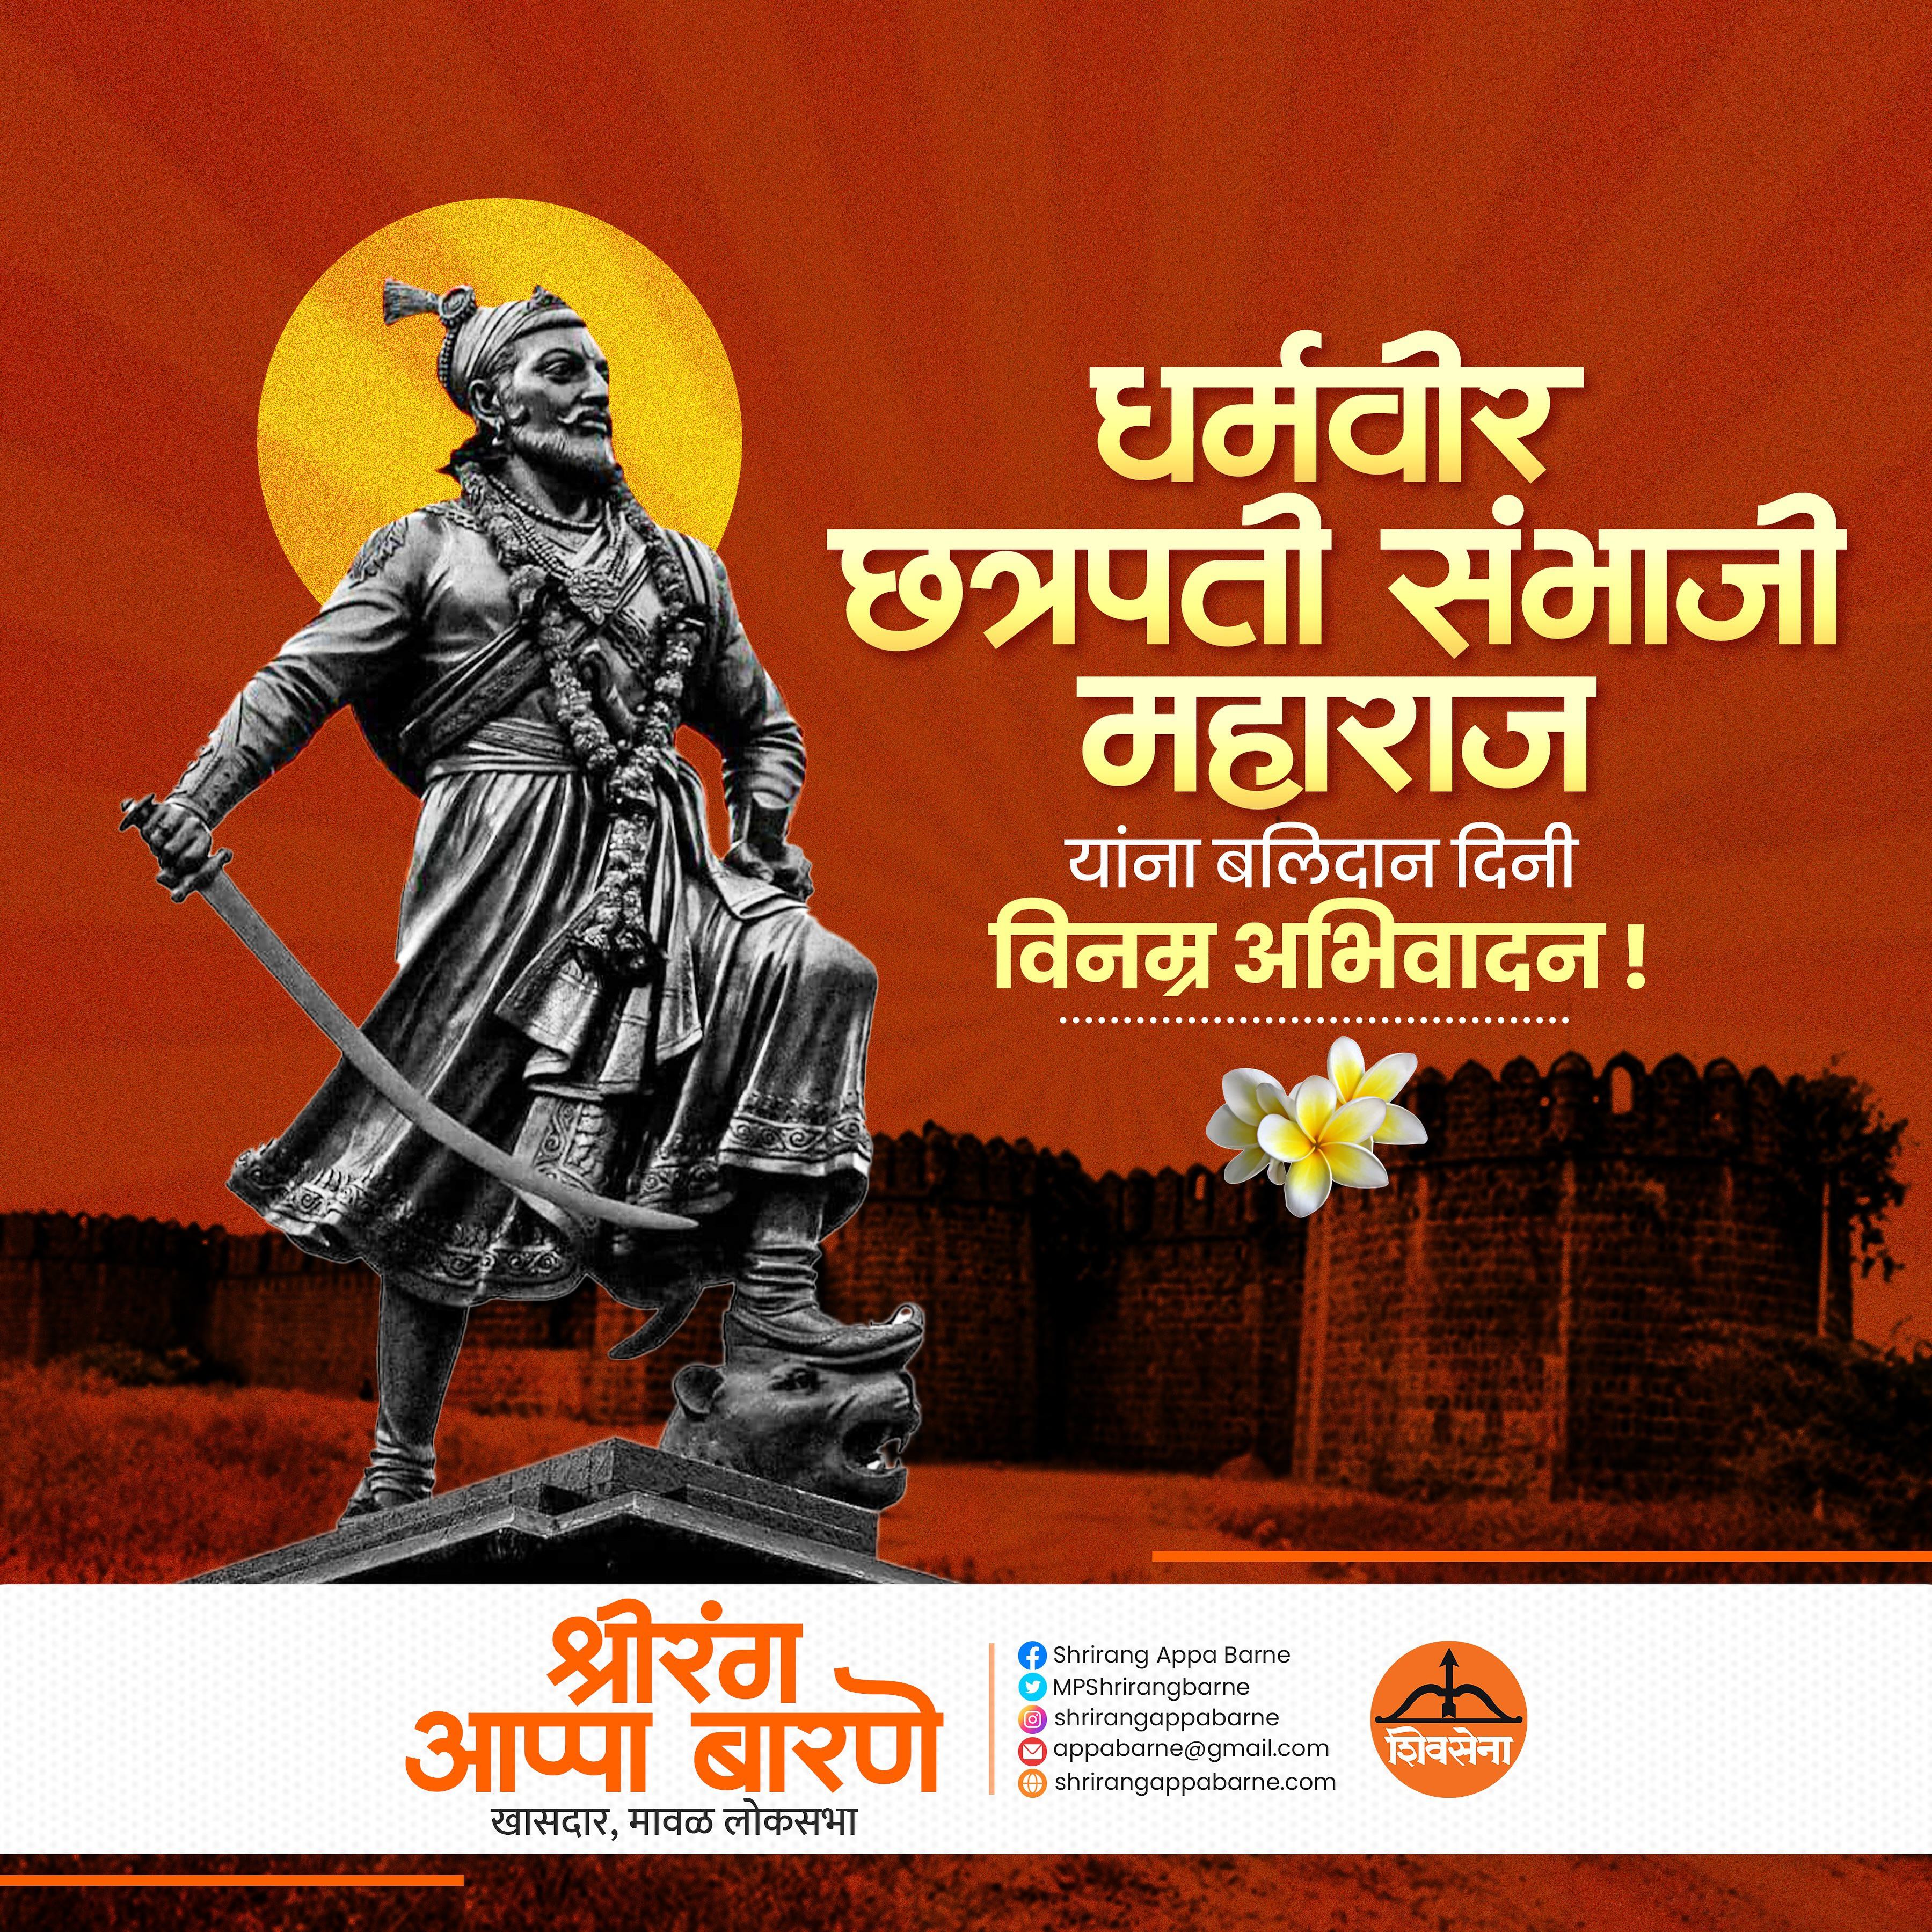 धर्मवीर
छत्रपती संभाजी
महाराज
यांना बलिदान दिनी
विनम्र अभिवादन !
श्रीरंग
आप्पा बारणे
खासदार, मावळ लोकसभा
Shrirang Appa Barne
MPShrirangbarne
shrirangappabarne
appabarne@gmail.com
shrirangappabarne.com
शिवसेना